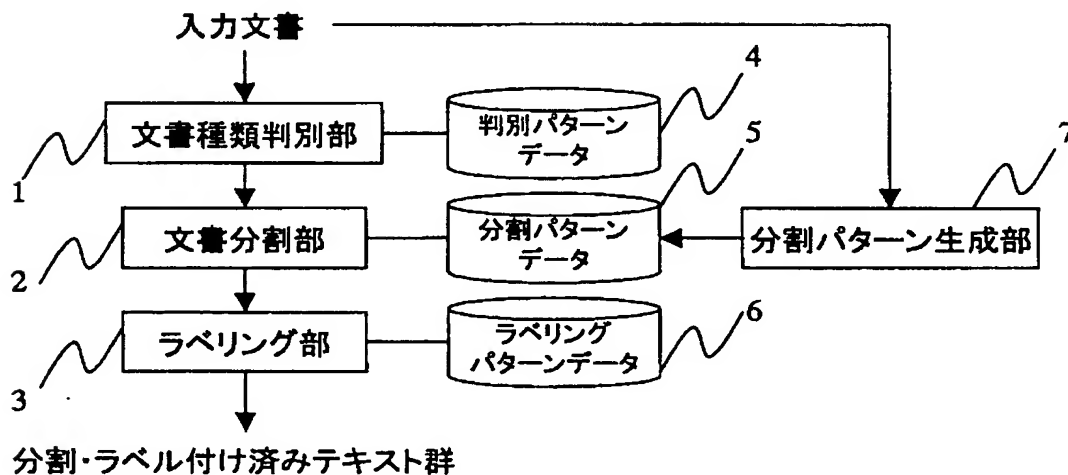 入力文書
4
判別パターン
データ
文書種類判別部
1
5
7
分割パターン
データ
文書分割部
分割パターン生成部
2
6
ラベリング
パターンデータ
ラベリング部
3
分割・ラベル付け済みテキスト群